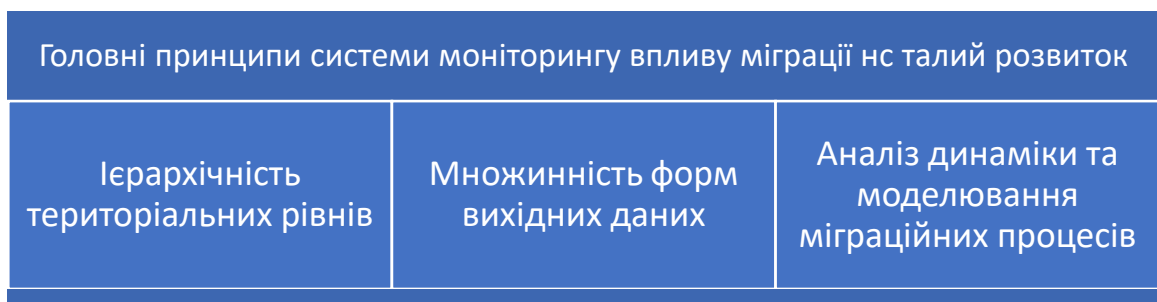 Головні принципи системи моніторингу впливу міграції нс талий розвиток
Ієрархічність
територіальних рівнів
Множинність форм
вихідних даних
Аналіз динаміки та
моделювання
міграційних процесів